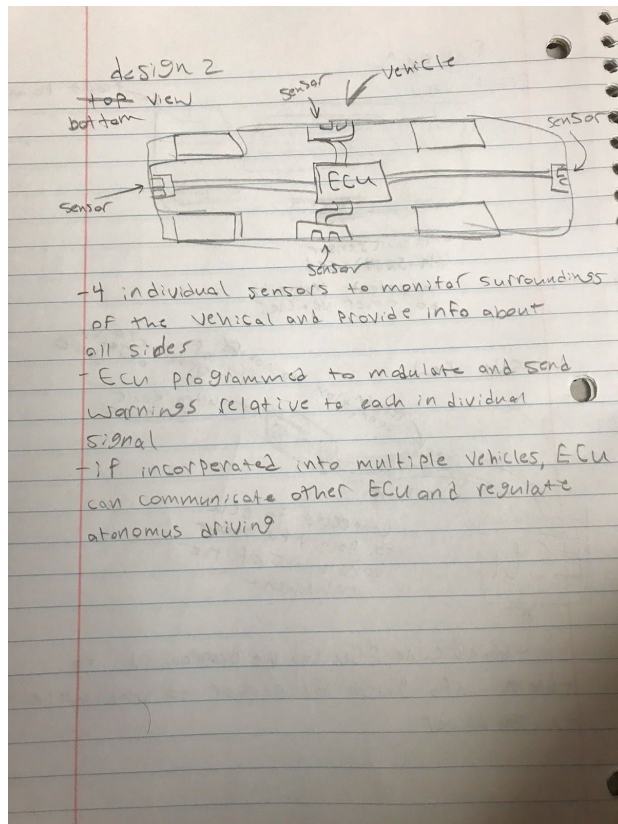 design 2
top view
bottom
sensor
vehicle
sensor
sensor
ECU
sensor
-4 individual sensors to monitor surroundings
of the vehical and provide info about
all sides
- ECU programmed to modulate and send
warnings relative to each individual
signal
-if incorperated into multiple vehicles, ECU
can communicate other ECU and regulate
atonomus driving